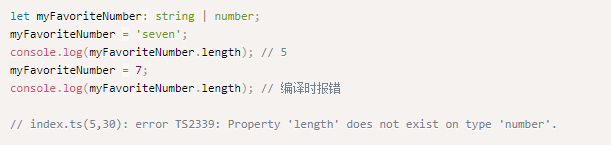 let myFavoriteNumber: string | number;
myFavoriteNumber = 'seven';
console.log(myFavoriteNumber.length); // 5
myFavoriteNumber = 7;
console.log(myFavoriteNumber.length); // 编译时报错
// index.ts(5,30): error TS2339: Property 'length' does not exist on type 'number'.